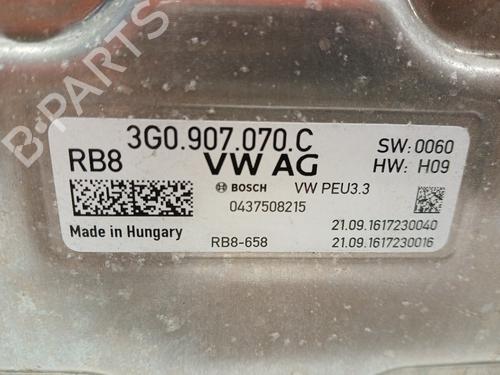 B-PARTS
3G0.907.070.C
RB8 VW AG SW: 0060
HW: H09
BOSCH VW PEU3.3
0437508215
Made in Hungary RB8-658
21.09.1617230040
21.09.1617230016